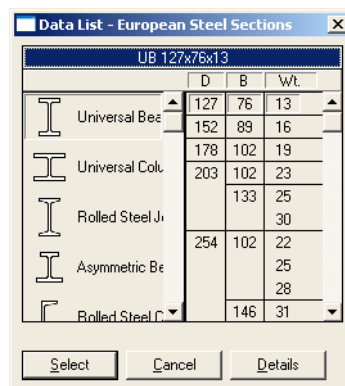 Data List - European Steel Sections
UB 127x76x13
D B Wt.
127 76 13
152 89 16
178 102 19
203 102 23
133 25
30
254 102 22
25
28
146 31
Universal Bea
Universal Colu
Rolled Steel Jo
Asymmetric Be
Rolled Steel C
Select Cancel Details